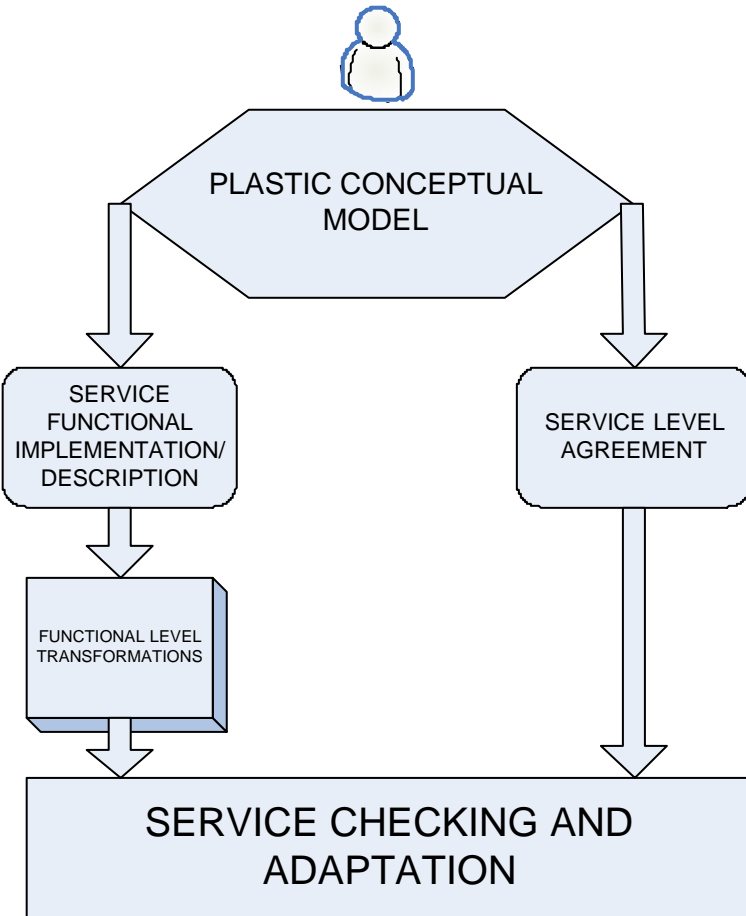 PLASTIC CONCEPTUAL
MODEL
SERVICE
FUNCTIONAL
IMPLEMENTATION/
DESCRIPTION
SERVICE LEVEL
AGREEMENT
FUNCTIONAL LEVEL
TRANSFORMATIONS
SERVICE CHECKING AND
ADAPTATION